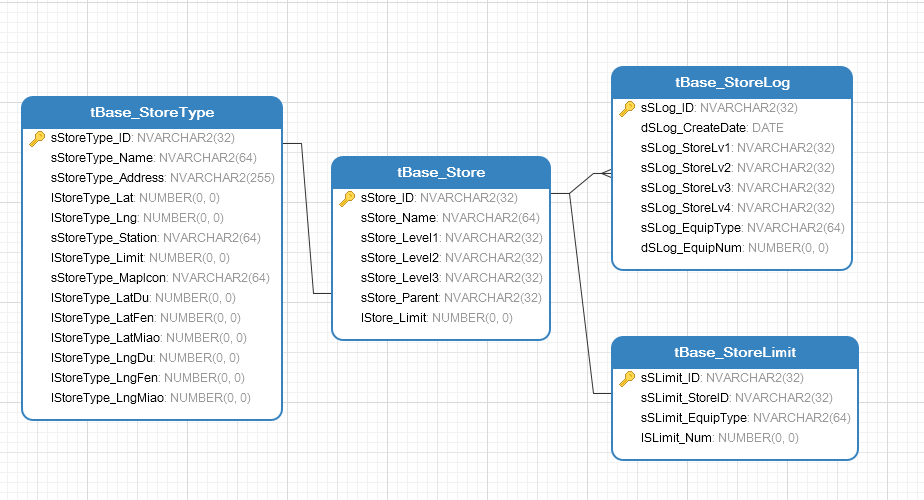 tBase_StoreType
sStoreType_ID: NVARCHAR2(32)
sStoreType_Name: NVARCHAR2(64)
sStoreType_Address: NVARCHAR2(255)
lStoreType_Lat: NUMBER(0, 0)
lStoreType_Lng: NUMBER(0, 0)
sStoreType_Station: NVARCHAR2(64)
lStoreType_Limit: NUMBER(0, 0)
sStoreType_MapIcon: NVARCHAR2(64)
lStoreType_LatDu: NUMBER(0, 0)
lStoreType_LatFen: NUMBER(0, 0)
lStoreType_LatMiao: NUMBER(0, 0)
lStoreType_LngDu: NUMBER(0, 0)
lStoreType_LngFen: NUMBER(0, 0)
lStoreType_LngMiao: NUMBER(0, 0)
tBase_Store
sStore_ID: NVARCHAR2(32)
sStore_Name: NVARCHAR2(64)
sStore_Level1: NVARCHAR2(32)
sStore_Level2: NVARCHAR2(32)
sStore_Level3: NVARCHAR2(32)
sStore_Parent: NVARCHAR2(32)
lStore_Limit: NUMBER(0, 0)
tBase_StoreLog
sSLog_ID: NVARCHAR2(32)
dSLog_CreateDate: DATE
sSLog_StoreLv1: NVARCHAR2(32)
sSLog_StoreLv2: NVARCHAR2(32)
sSLog_StoreLv3: NVARCHAR2(32)
sSLog_StoreLv4: NVARCHAR2(32)
sSLog_EquipType: NVARCHAR2(64)
dSLog_EquipNum: NUMBER(0, 0)
tBase_StoreLimit
sSLimit_ID: NVARCHAR2(32)
sSLimit_StoreID: NVARCHAR2(32)
sSLimit_EquipType: NVARCHAR2(64)
lSLimit_Num: NUMBER(0, 0)